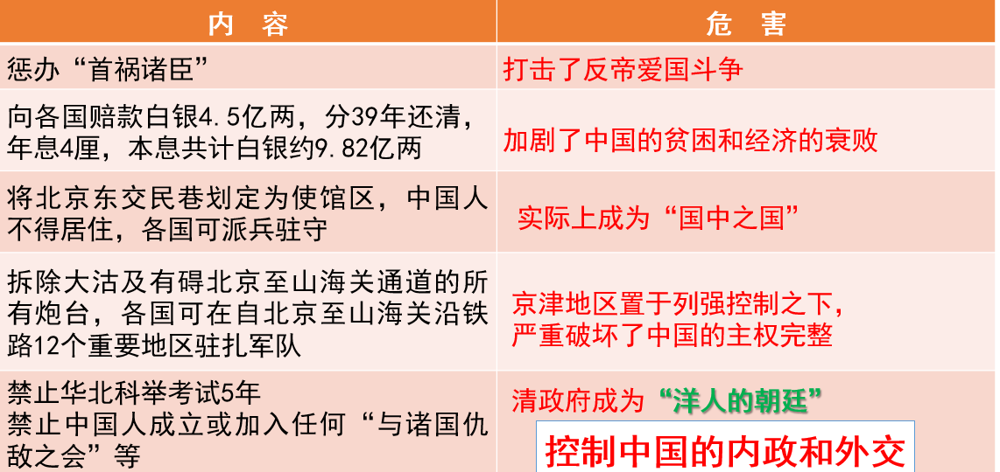 内 容
危 害
惩办“首祸诸臣”
打击了反帝爱国斗争
向各国赔款白银4.5亿两，分39年还清，
年息4厘，本息共计白银约9.82亿两
加剧了中国的贫困和经济的衰败
将北京东交民巷划定为使馆区，中国人
不得居住，各国可派兵驻守
实际上成为“国中之国”
拆除大沽及有碍北京至山海关通道的所
有炮台，各国可在自北京至山海关沿铁
路12个重要地区驻扎军队
京津地区置于列强控制之下，
严重破坏了中国的主权完整
禁止华北科举考试5年
禁止中国人成立或加入任何“与诸国仇
敌之会”等
清政府成为“洋人的朝廷”
控制中国的内政和外交